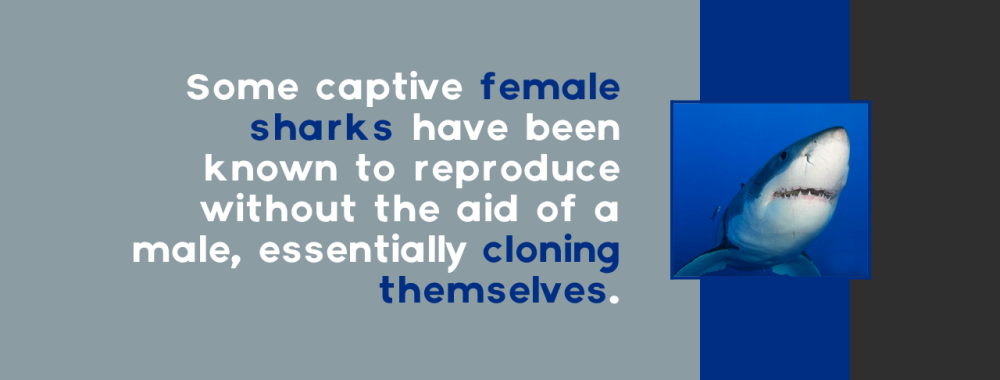 Some captive female
sharks have been
known to reproduce
without the aid of a
male, essentially cloning
themselves.